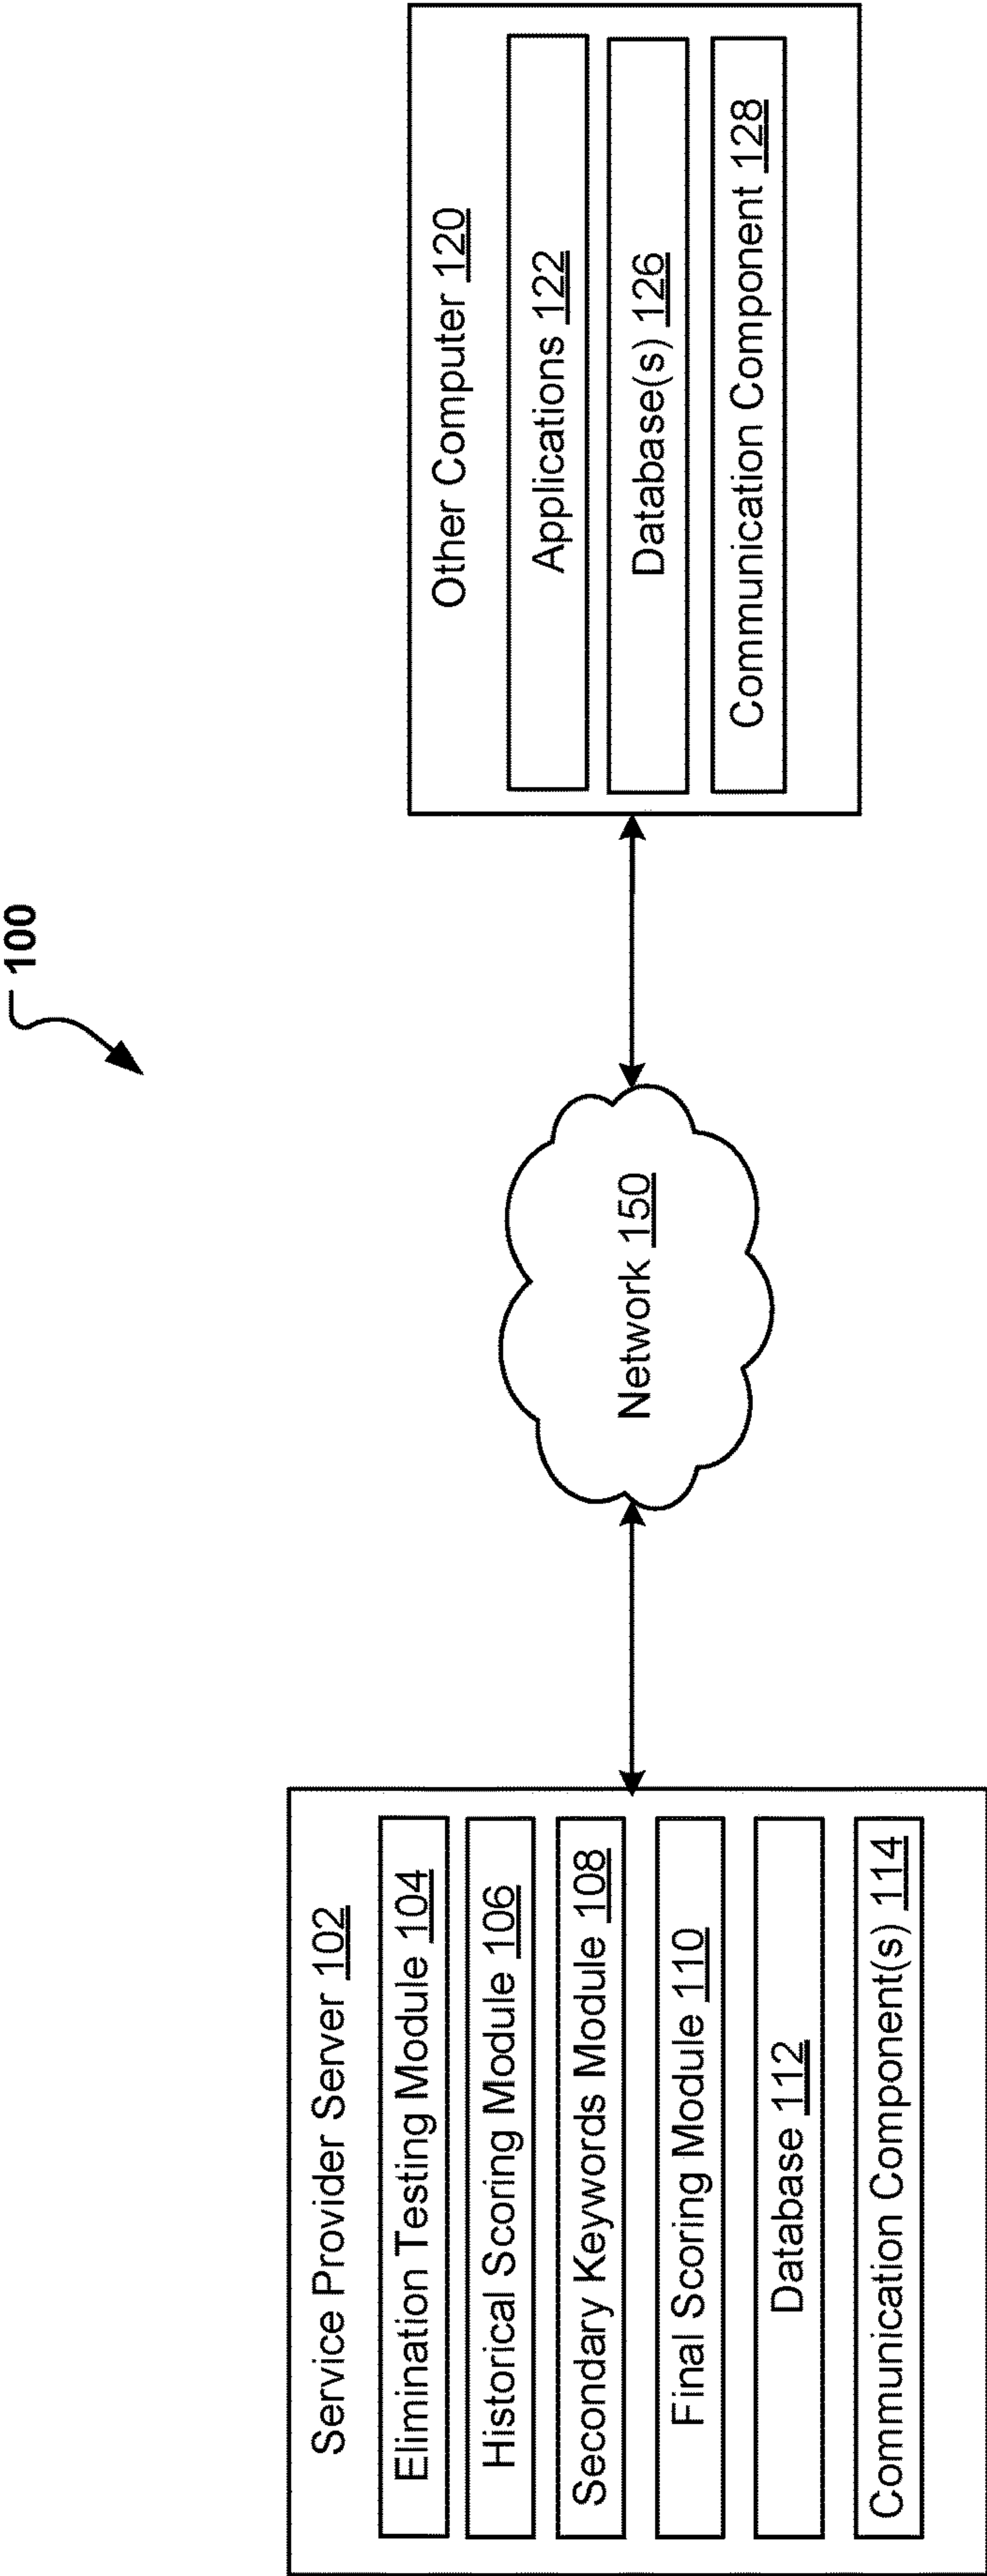 100
Service Provider Server 102
Elimination Testing Module 104
Historical Scoring Module 106
Secondary Keywords Module 108
Final Scoring Module 110
Database 112
Communication Component(s) 114
Network 150
Other Computer 120
Applications 122
Database(s) 126
Communication Component 128